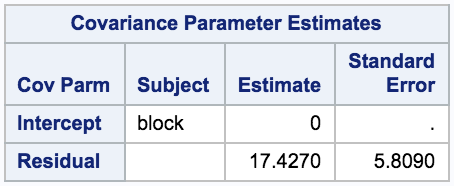 Covariance Parameter Estimates
Cov Parm Subject Estimate Standard Error
Intercept block 0 .
Residual 17.4270 5.8090